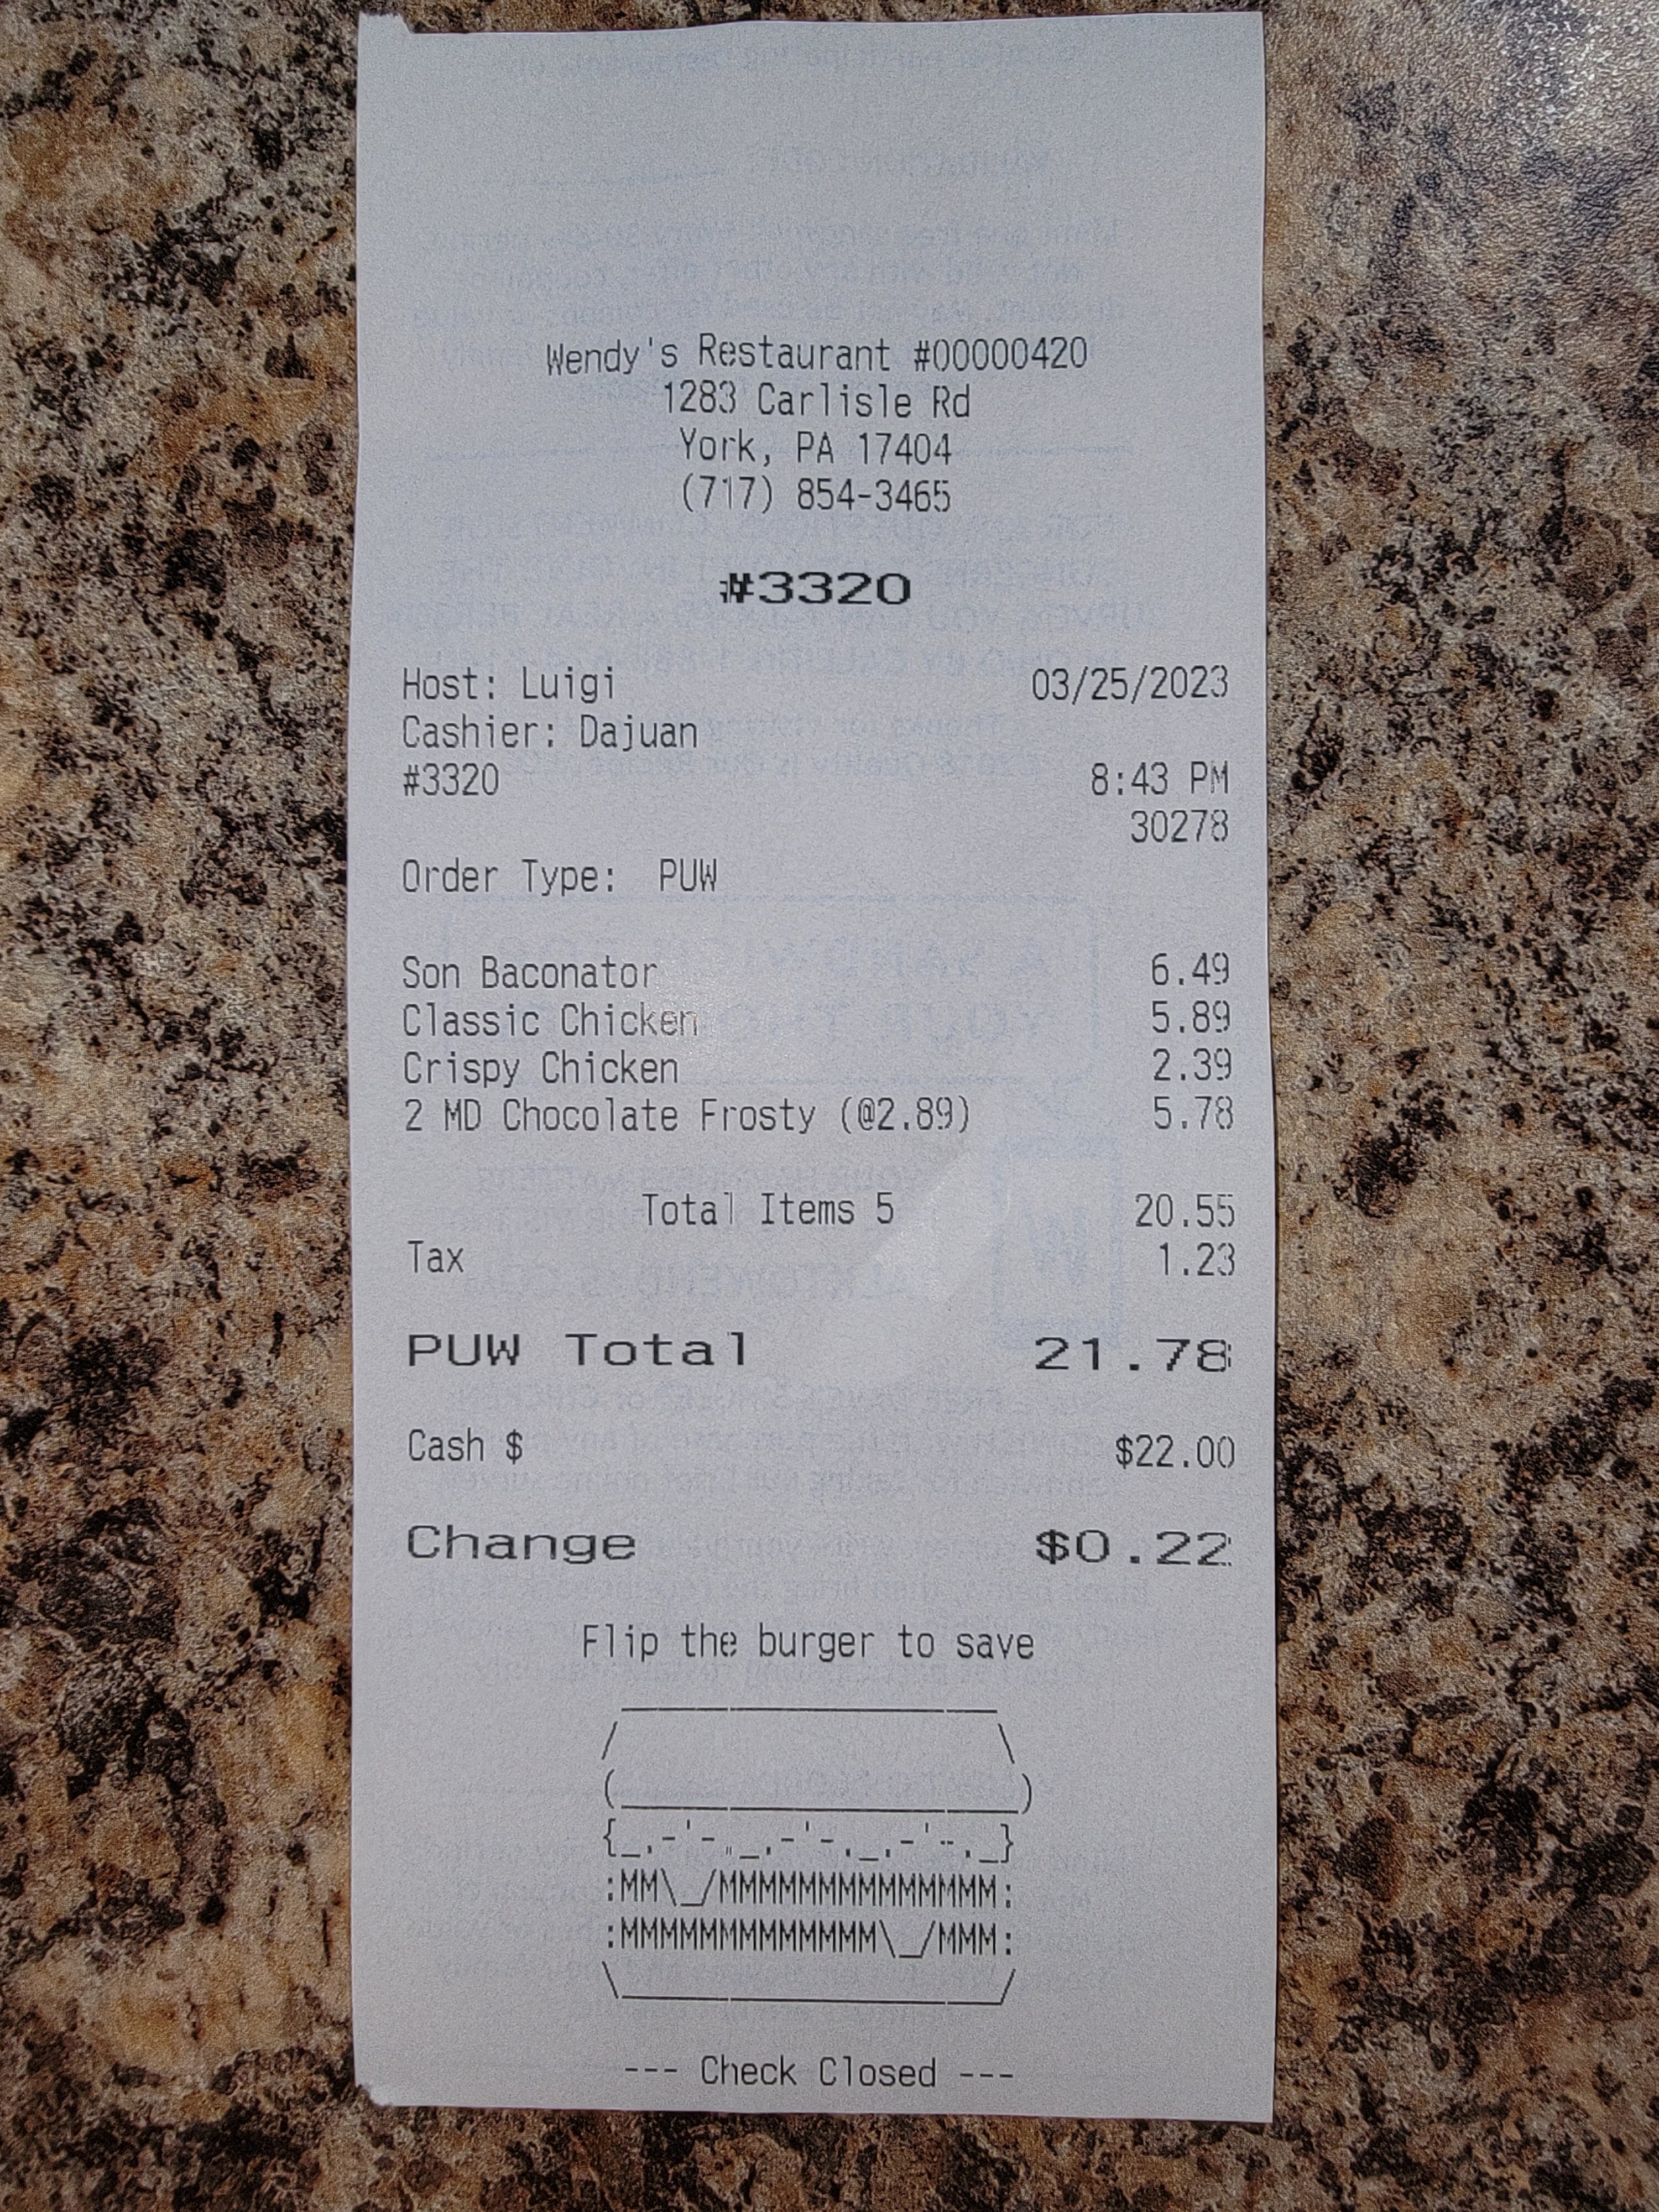 Wendy's Restaurant #00000420
1283 Carlisle Rd
York, PA 17404
(717) 854-3465
#3320
Host: Luigi 03/25/2023
Cashier: Dajuan
#3320 8:43 PM
30278
Order Type: PUW
Son Baconator 6.49
Classic Chicken 5.89
Crispy Chicken 2.39
2 MD Chocolate Frosty (@2.89) 5.78
Total Items 5 20.55
Tax 1.23
PUW Total 21.78
Cash $ $22.00
Change $0.22
Flip the burger to save
:MM\_/MMMMMMMMMMMMMM:
:MMMMMMMMMMMMM\_/MMM:
--- Check Closed ---